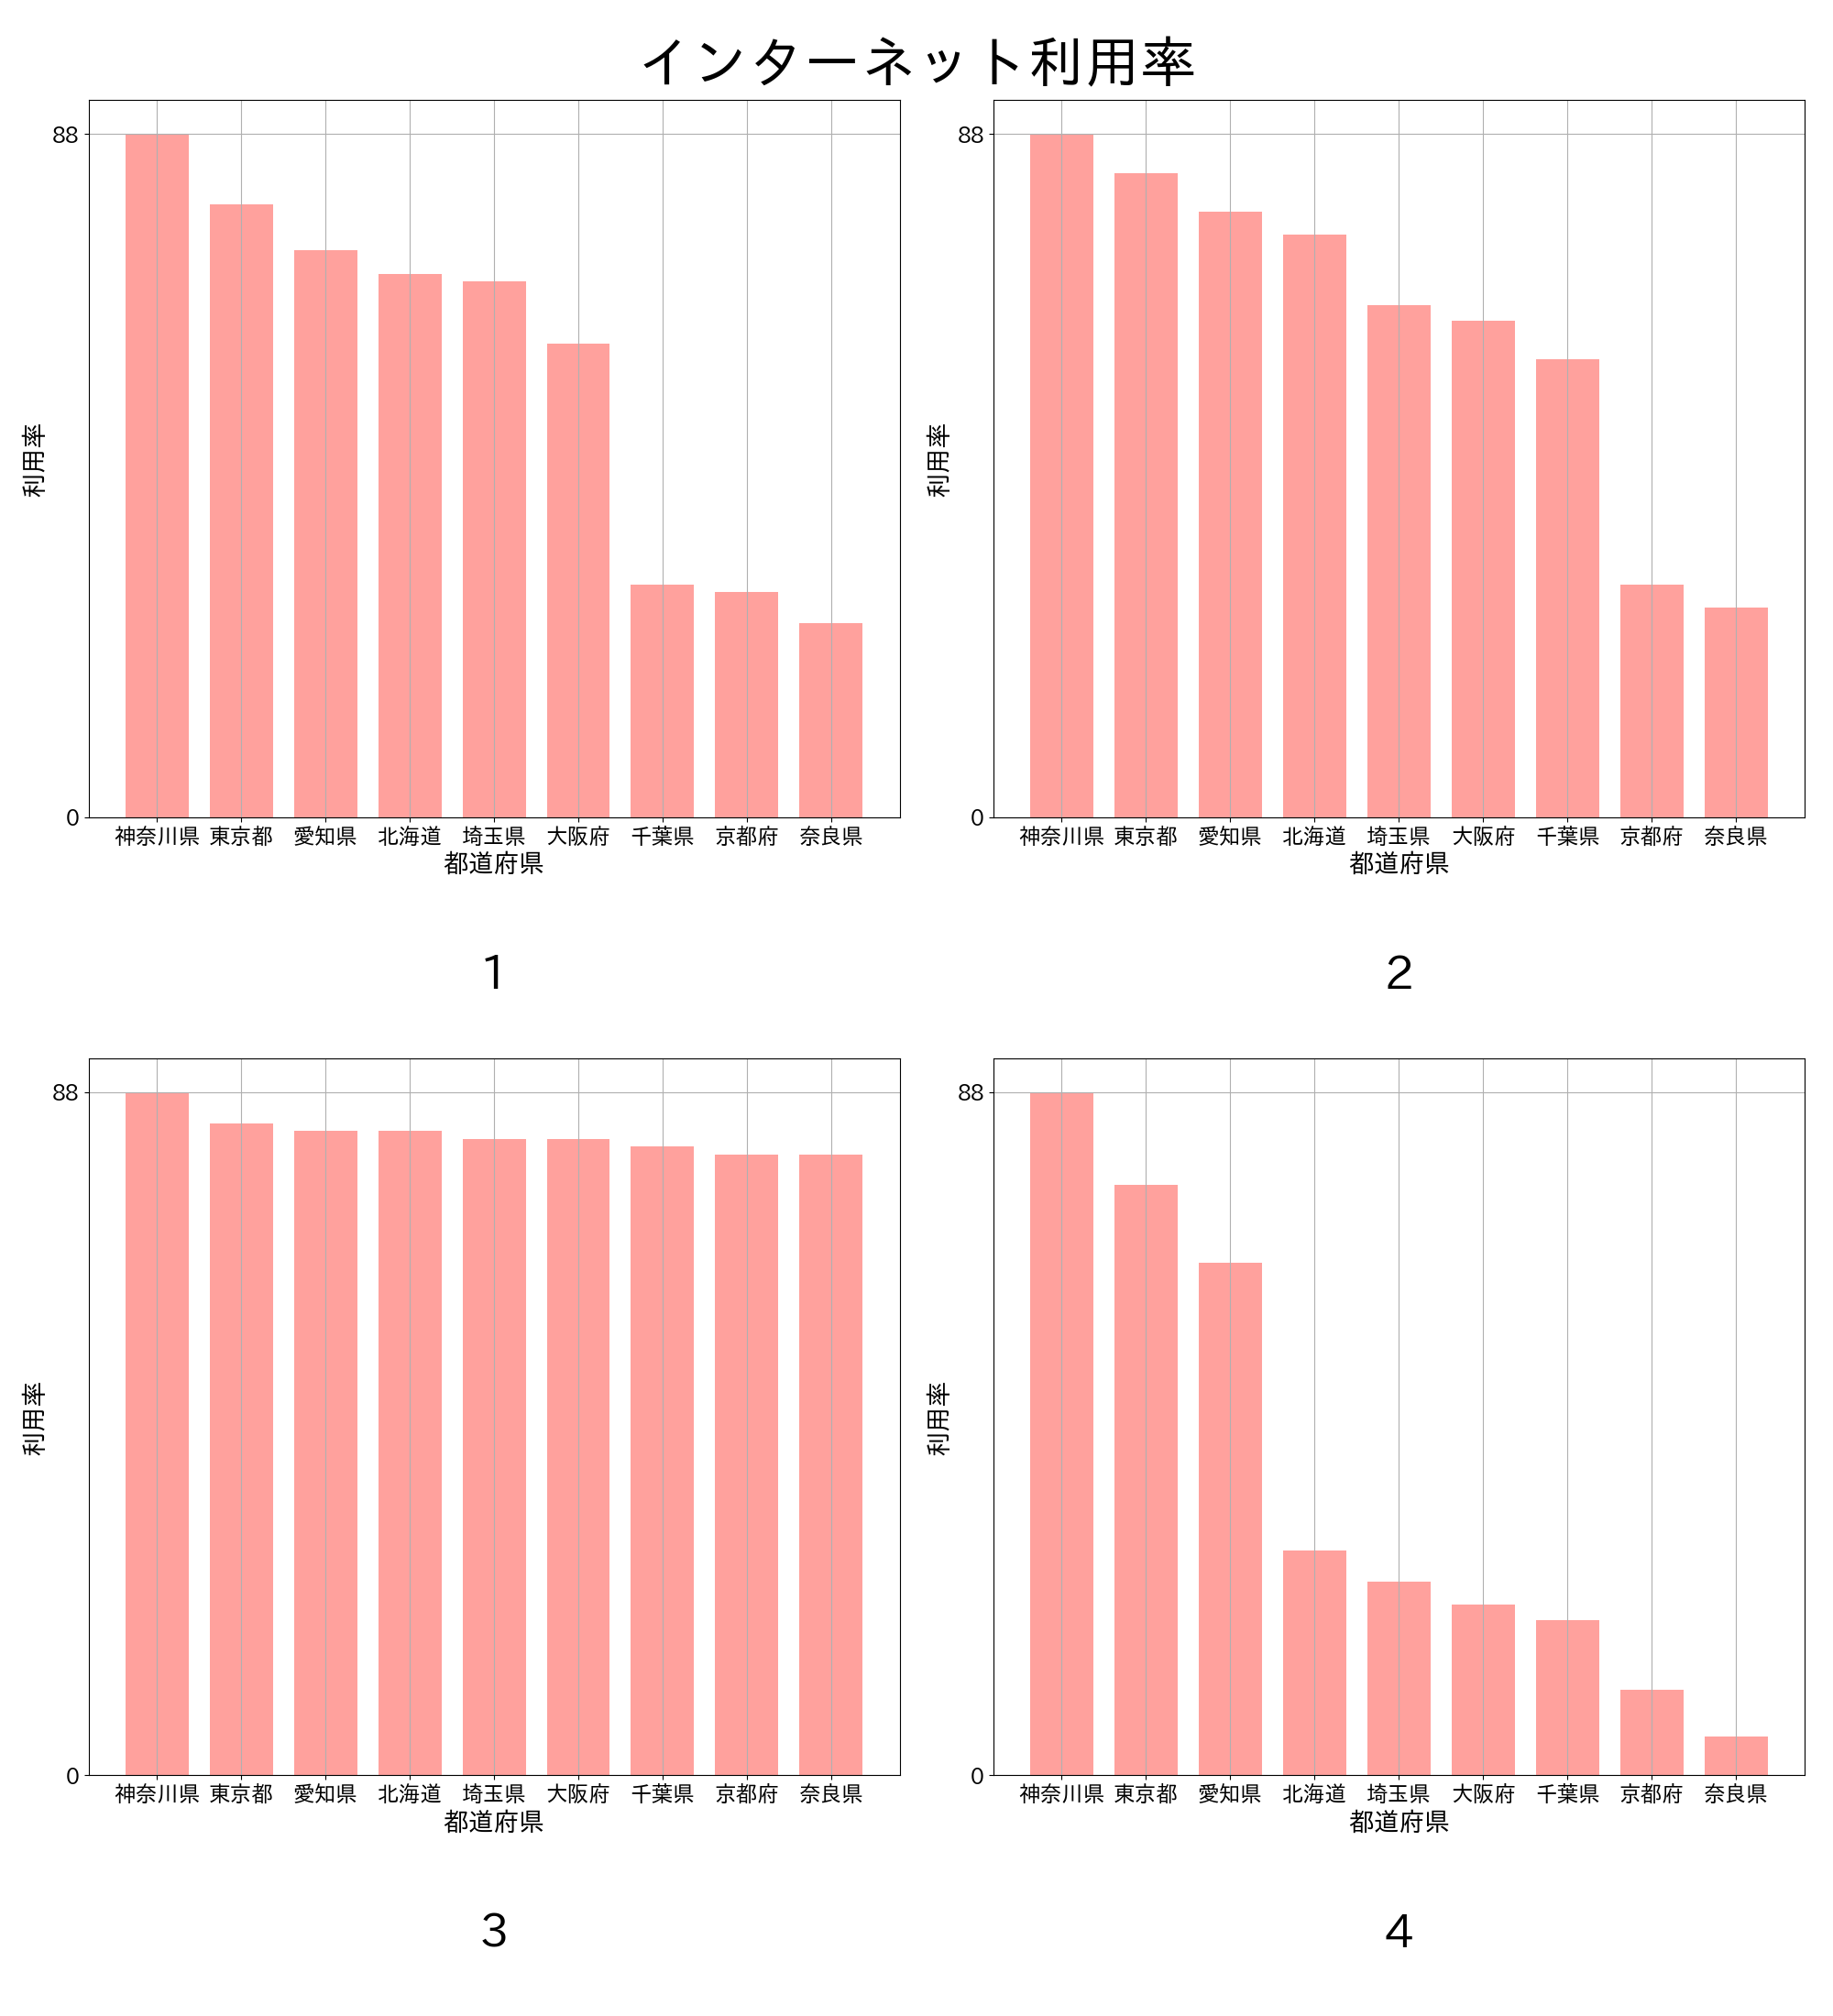 インターネット利用率
88
0
利用率
神奈川県 東京都 愛知県 北海道 埼玉県 大阪府 千葉県 京都府 奈良県
都道府県
1
88
0
利用率
神奈川県 東京都 愛知県 北海道 埼玉県 大阪府 千葉県 京都府 奈良県
都道府県
2
88
0
利用率
神奈川県 東京都 愛知県 北海道 埼玉県 大阪府 千葉県 京都府 奈良県
都道府県
3
88
0
利用率
神奈川県 東京都 愛知県 北海道 埼玉県 大阪府 千葉県 京都府 奈良県
都道府県
4